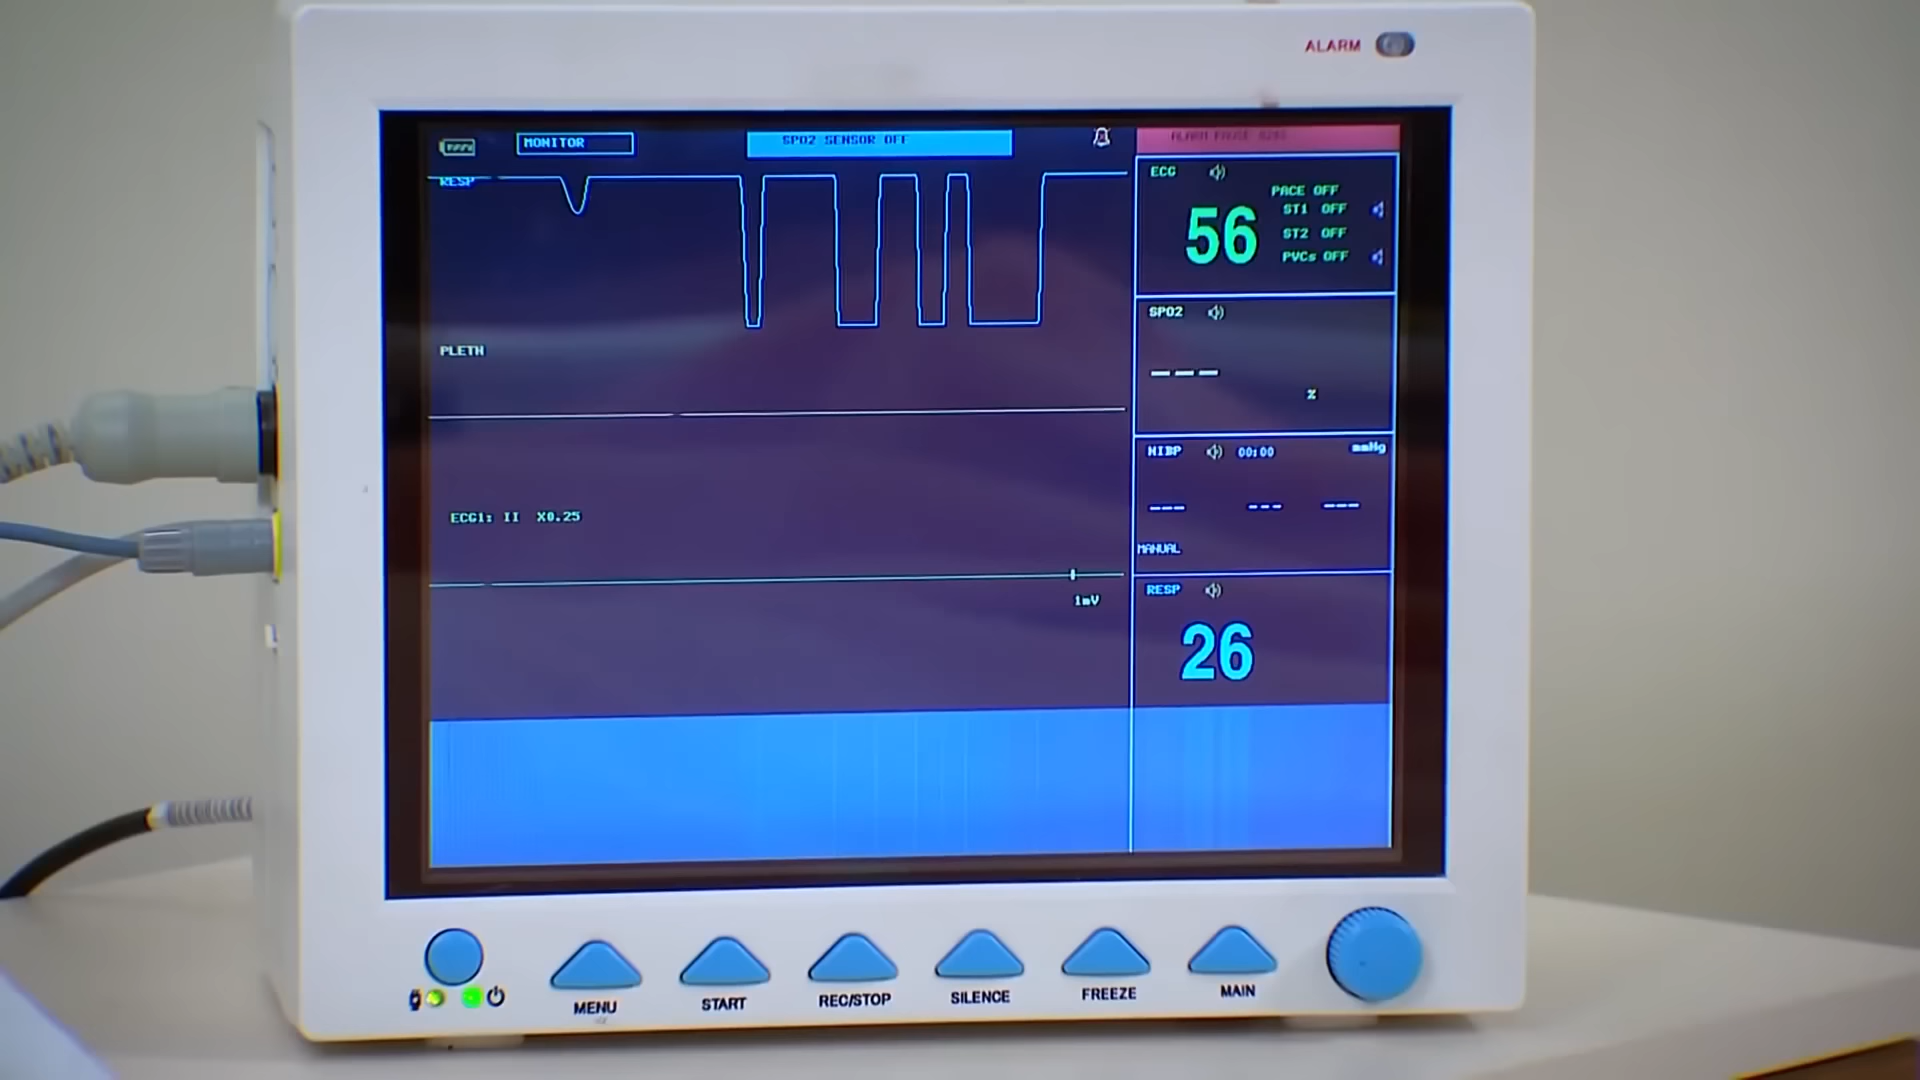 ALARM
MONITOR
SPO2 SENSOR OFF
RESP
ECG
PACE OFF
56
ST1 OFF
ST2 OFF
PVCs OFF
SPO2
---
%
PLETH
NIBP 00:00 mmHg
--- --- ---
MANUAL
ECG1: II X0.25
1mV
RESP
26
MENU
START
REC/STOP
SILENCE
FREEZE
MAIN